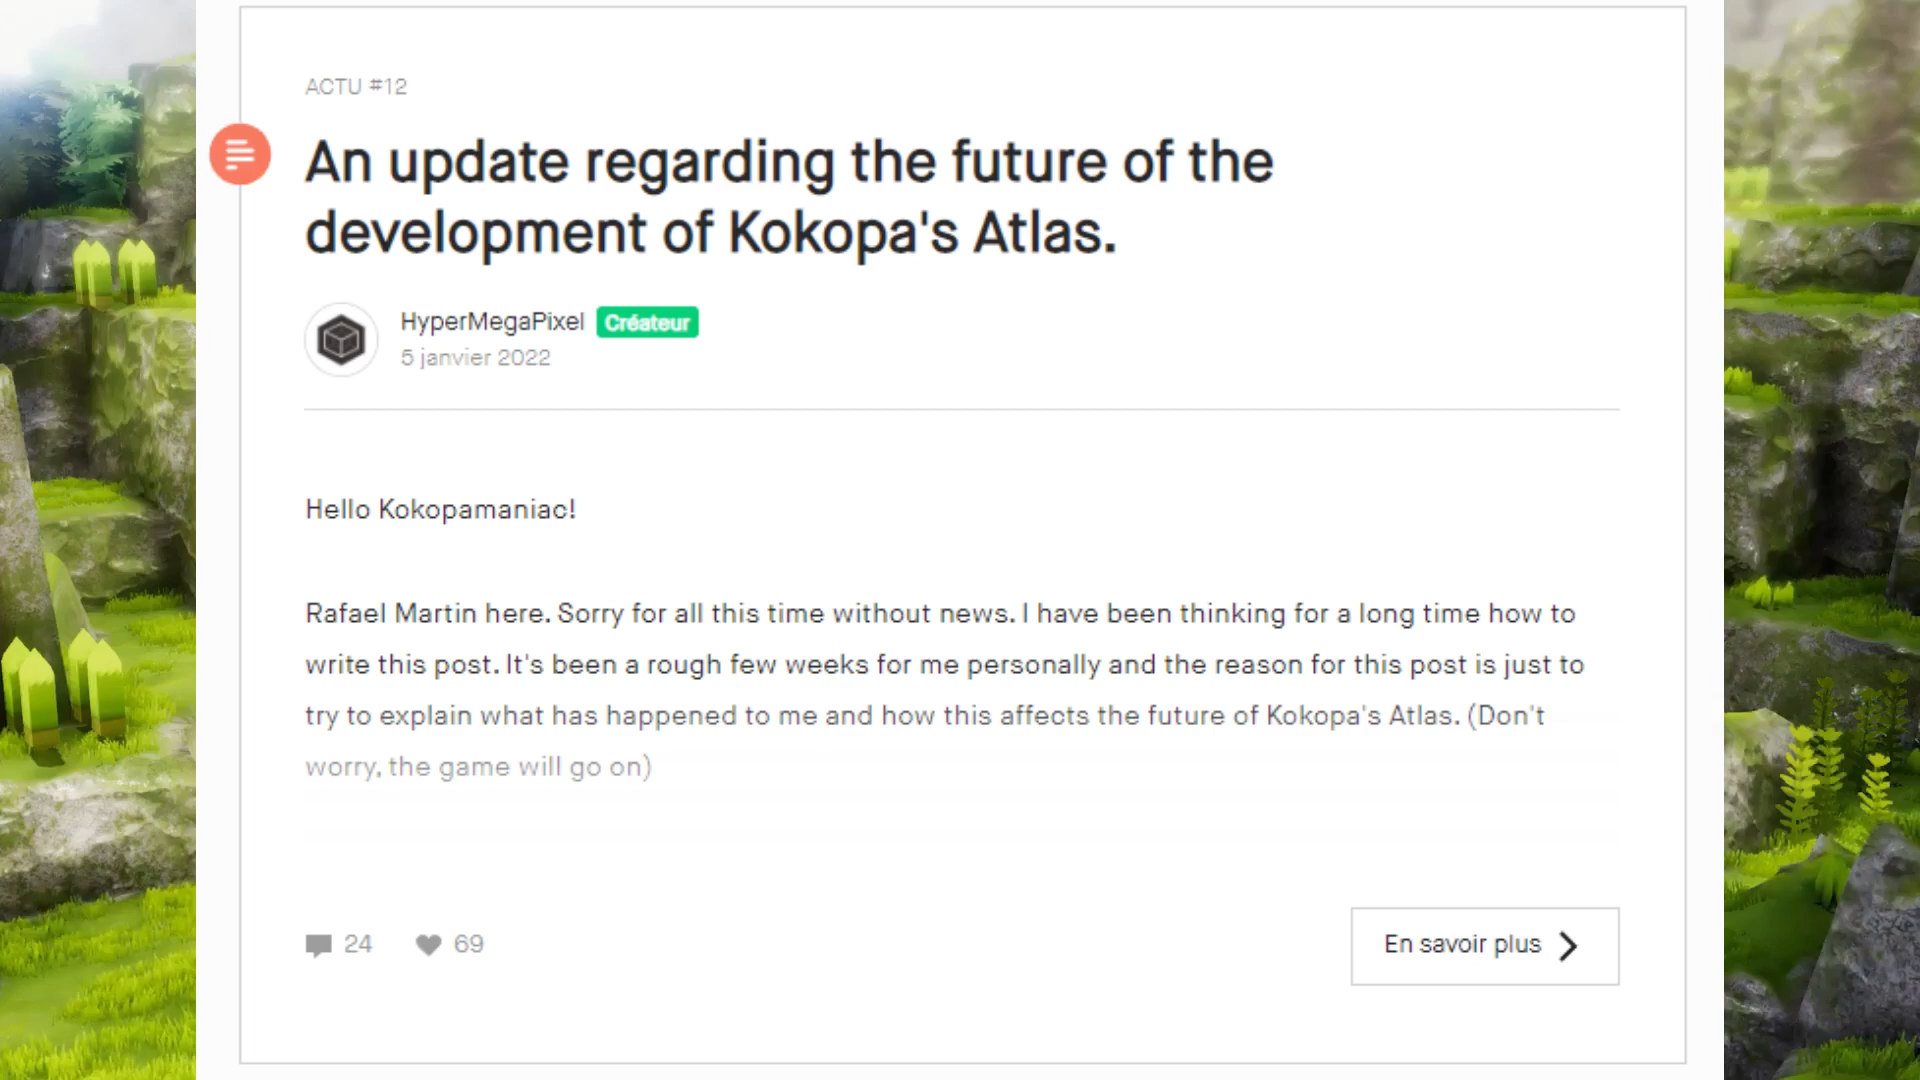 ACTU #12
An update regarding the future of the
development of Kokopa's Atlas.
HyperMegaPixel Créateur
5 janvier 2022
Hello Kokopamaniac!
Rafael Martin here. Sorry for all this time without news. I have been thinking for a long time how to
write this post. It's been a rough few weeks for me personally and the reason for this post is just to
try to explain what has happened to me and how this affects the future of Kokopa's Atlas. (Don't
worry, the game will go on)
24 69
En savoir plus